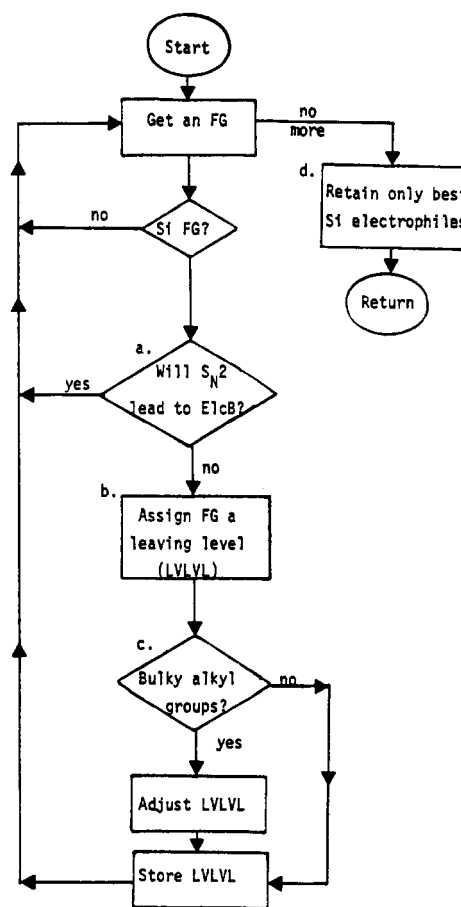 Start
Get an FG
no
more
d.
Retain only best
Si electrophiles
Return
no
Si FG?
a.
Will SN2
lead to ElcB?
yes
no
b.
Assign FG a
leaving level
(LVLVL)
c.
Bulky alkyl
groups?
no
yes
Adjust LVLVL
Store LVLVL